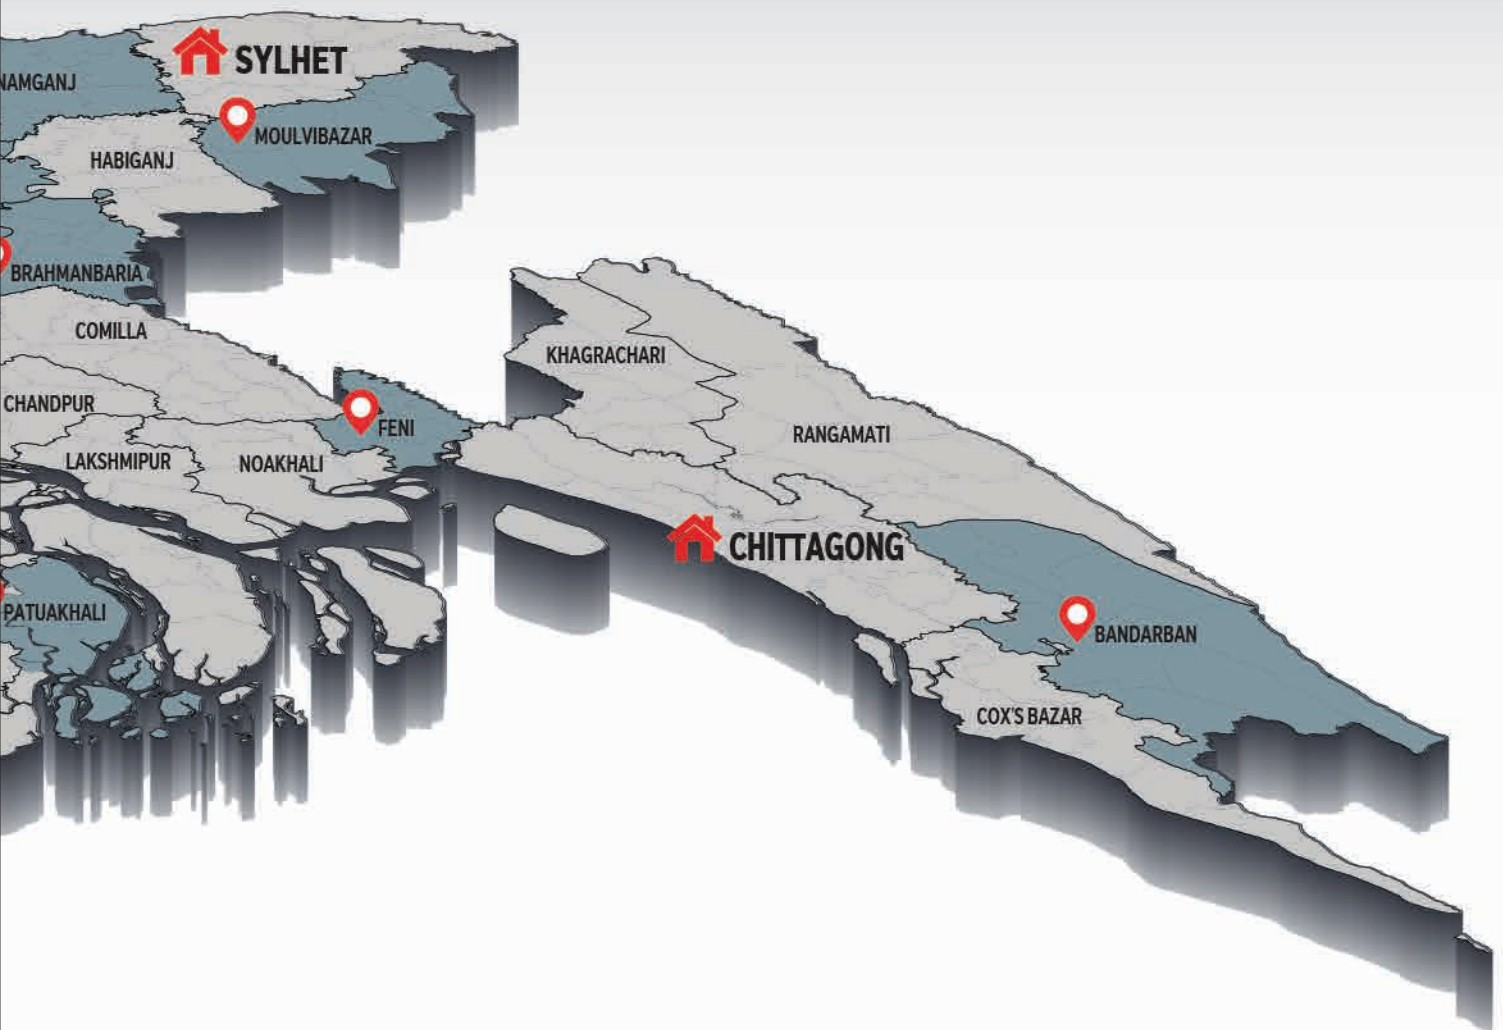 SYLHET
NAMGANJ
MOULVIBAZAR
HABIGANJ
BRAHMANBARIA
COMILLA
KHAGRACHARI
CHANDPUR
FENI
RANGAMATI
LAKSHMIPUR
NOAKHALI
CHITTAGONG
PATUAKHALI
BANDARBAN
COX'S BAZAR